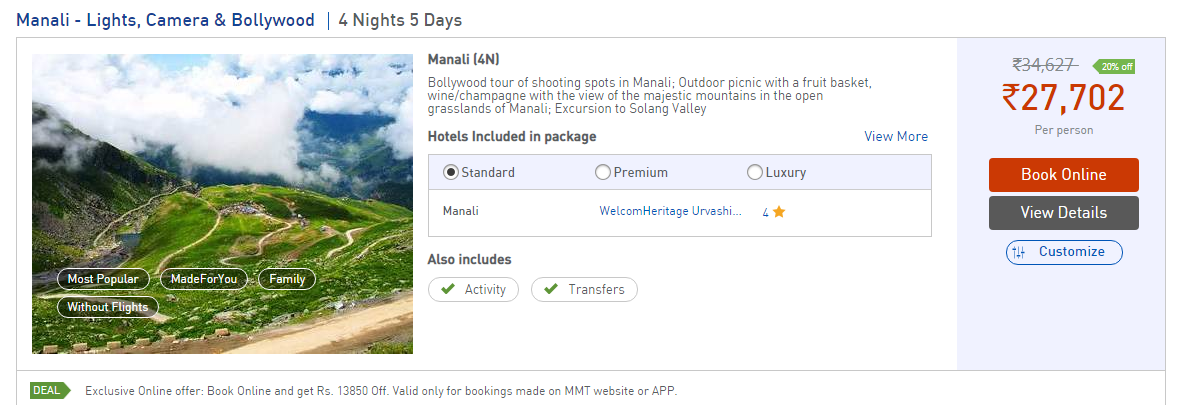 Manali - Lights, Camera & Bollywood | 4 Nights 5 Days
Manali (4N)
Bollywood tour of shooting spots in Manali; Outdoor picnic with a fruit basket,
wine/champagne with the view of the majestic mountains in the open
grasslands of Manali; Excursion to Solang Valley
Hotels Included in package View More
Standard Premium Luxury
Manali WelcomHeritage Urvashi... 4
Also includes
Activity Transfers
Most Popular MadeForYou Family
Without Flights
₹34,627 20% off
₹27,702
Per person
Book Online
View Details
Customize
DEAL Exclusive Online offer: Book Online and get Rs. 13850 Off. Valid only for bookings made on MMT website or APP.